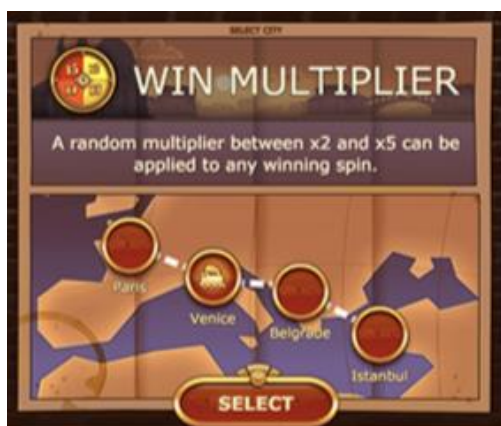 SELECT CITY
WIN MULTIPLIER
A random multiplier between x2 and x5 can be
applied to any winning spin.
Paris
Venice
Belgrade
Istanbul
SELECT